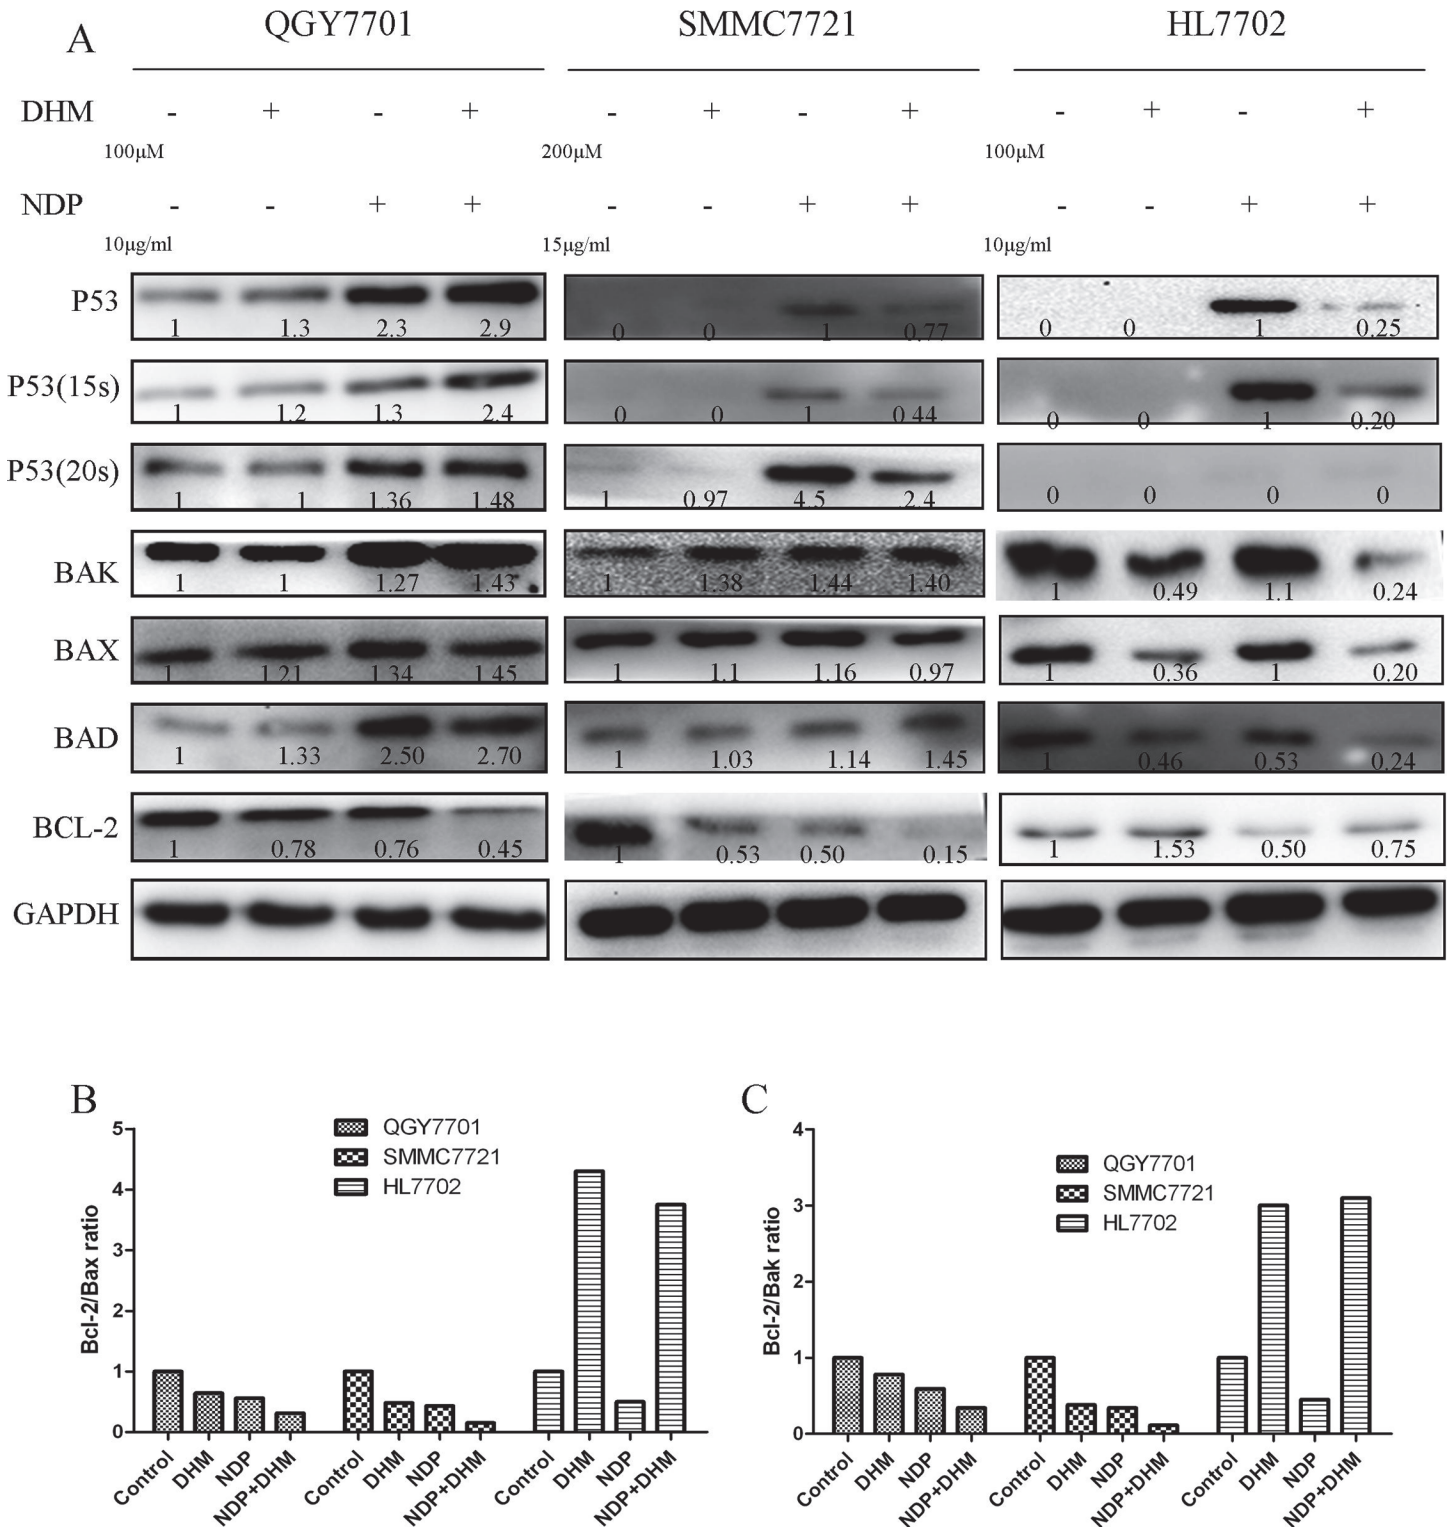 A
QGY7701 SMMC7721 HL7702
DHM - + - + - + - + - + - +
100μM 200μM 100μM
NDP - - + + - - + + - - + +
10μg/ml 15μg/ml 10μg/ml
P53 1 1.3 2.3 2.9 0 0 1 0.77 0 0 1 0.25
P53(15s) 1 1.2 1.3 2.4 0 0 1 0.44 0 0 1 0.20
P53(20s) 1 1 1.36 1.48 1 0.97 4.5 2.4 0 0 0 0
BAK 1 1 1.27 1.43 1 1.38 1.44 1.40 1 0.49 1.1 0.24
BAX 1 1.21 1.34 1.45 1 1.1 1.16 0.97 1 0.36 1 0.20
BAD 1 1.33 2.50 2.70 1 1.03 1.14 1.45 1 0.46 0.53 0.24
BCL-2 1 0.78 0.76 0.45 1 0.53 0.50 0.15 1 1.53 0.50 0.75
GAPDH
B
Bcl-2/Bax ratio
5
4
3
2
1
0
QGY7701
SMMC7721
HL7702
Control DHM NDP NDP+DHM Control DHM NDP NDP+DHM Control DHM NDP NDP+DHM
C
Bcl-2/Bak ratio
4
3
2
1
0
QGY7701
SMMC7721
HL7702
Control DHM NDP NDP+DHM Control DHM NDP NDP+DHM Control DHM NDP NDP+DHM